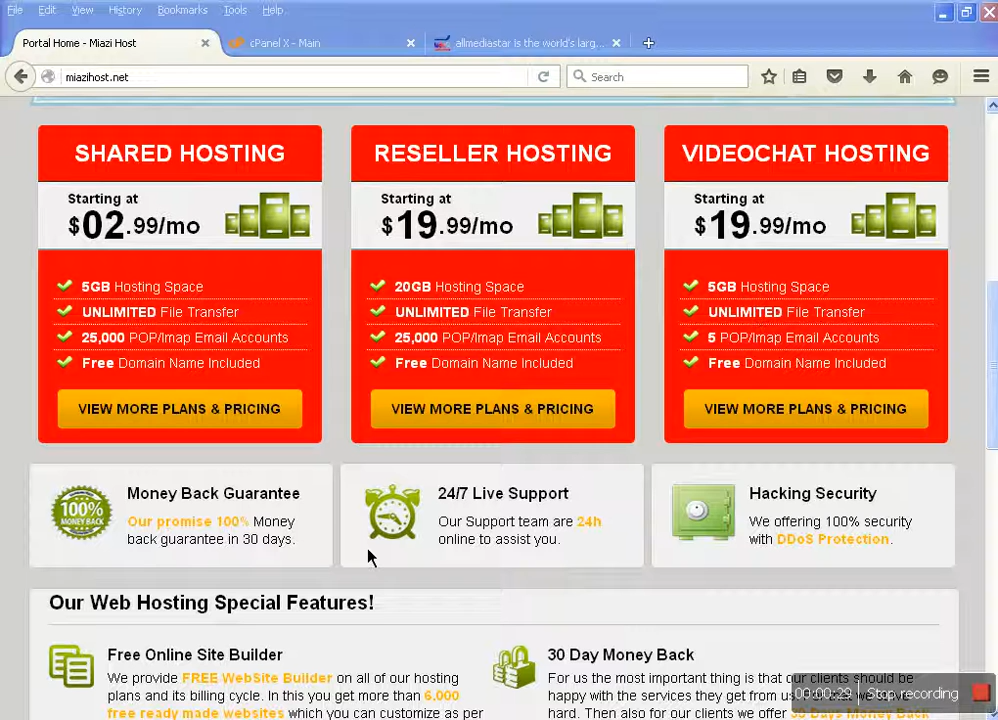 File Edit View History Bookmarks Tools Help
Portal Home - Miazi Host
cPanel X - Main
allmediastar is the world's larg...
miazihost.net
Search
SHARED HOSTING
Starting at
$02.99/mo
5GB Hosting Space
UNLIMITED File Transfer
25,000 POP/Imap Email Accounts
Free Domain Name Included
VIEW MORE PLANS & PRICING
RESELLER HOSTING
Starting at
$19.99/mo
20GB Hosting Space
UNLIMITED File Transfer
25,000 POP/Imap Email Accounts
Free Domain Name Included
VIEW MORE PLANS & PRICING
VIDEOCHAT HOSTING
Starting at
$19.99/mo
5GB Hosting Space
UNLIMITED File Transfer
5 POP/Imap Email Accounts
Free Domain Name Included
VIEW MORE PLANS & PRICING
100%
MONEY BACK
Money Back Guarantee
Our promise 100% Money
back guarantee in 30 days.
24/7 Live Support
Our Support team are 24h
online to assist you.
Hacking Security
We offering 100% security
with DDoS Protection.
Our Web Hosting Special Features!
Free Online Site Builder
We provide FREE WebSite Builder on all of our hosting
plans and its billing cycle. In this you get more than 6,000
free ready made websites which you can customize as per
30 Day Money Back
For us the most important thing is that our clients should be
happy with the services they get from us
hard. Then also for our clients we offer 30 Days Money Back
00:00:29 Stop recording